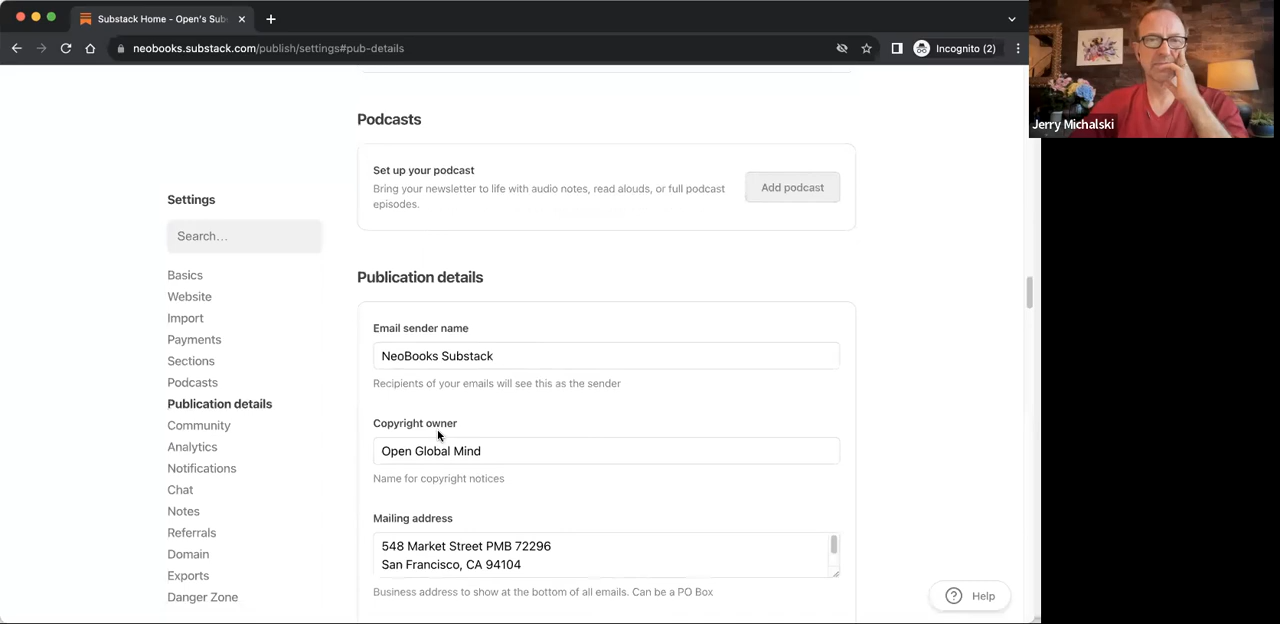 Substack Home - Open's Sub
neobooks.substack.com/publish/settings#pub-details
Incognito (2)
Jerry Michalski
Settings
Search...
Basics
Website
Import
Payments
Sections
Podcasts
Publication details
Community
Analytics
Notifications
Chat
Notes
Referrals
Domain
Exports
Danger Zone
Podcasts
Set up your podcast
Bring your newsletter to life with audio notes, read alouds, or full podcast
episodes.
Add podcast
Publication details
Email sender name
NeoBooks Substack
Recipients of your emails will see this as the sender
Copyright owner
Open Global Mind
Name for copyright notices
Mailing address
548 Market Street PMB 72296
San Francisco, CA 94104
Business address to show at the bottom of all emails. Can be a PO Box
Help